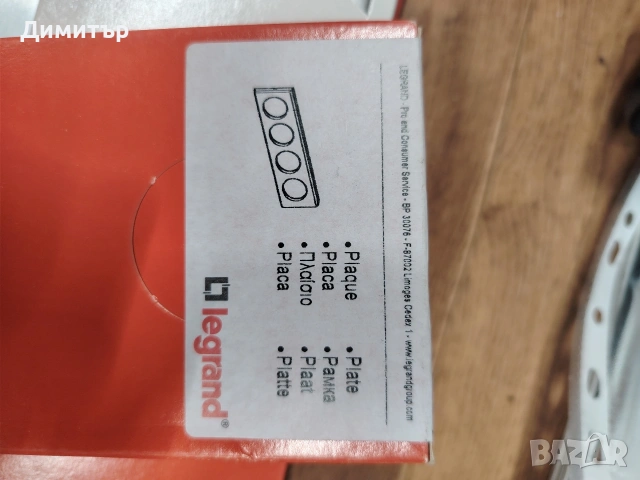 Димитър
LEGRAND - Pro and Consumer Service - BP 30076 - F-87002 Limoges Cedex 1 - www.legrandgroup.com
• Plaque • Plate
• Placa • Рамка
• Πλαίσιο • Plaat
• Placa • Platte
legrand®
BAZAR